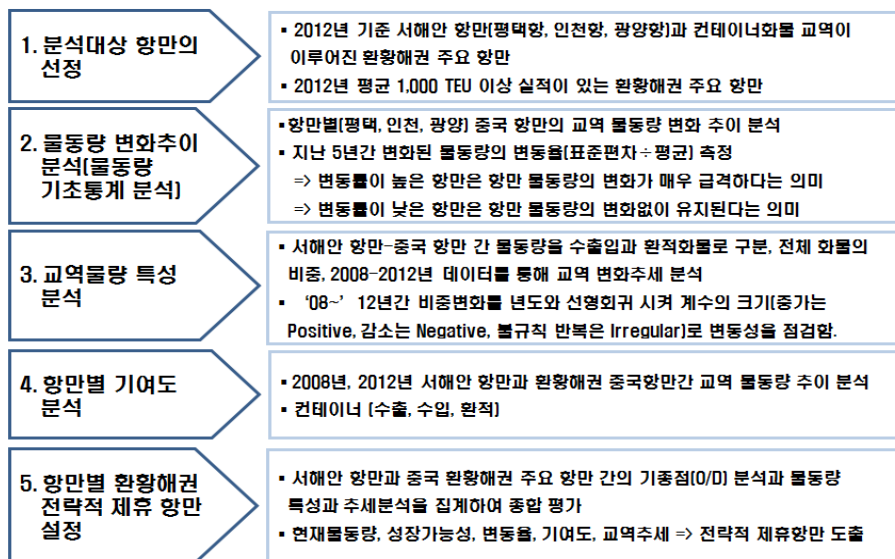 1. 분석대상 항만의
선정
▪ 2012년 기준 서해안 항만(평택항, 인천항, 광양항)과 컨테이너화물 교역이
이루어진 환황해권 주요 항만
▪ 2012년 평균 1,000 TEU 이상 실적이 있는 환황해권 주요 항만
2. 물동량 변화추이
분석(물동량
기초통계 분석)
▪항만별(평택, 인천, 광양) 중국 항만의 교역 물동량 변화 추이 분석
▪ 지난 5년간 변화된 물동량의 변동율(표준편차÷평균) 측정
=> 변동률이 높은 항만은 항만 물동량의 변화가 매우 급격하다는 의미
=> 변동률이 낮은 항만은 항만 물동량의 변화없이 유지된다는 의미
3. 교역물량 특성
분석
▪ 서해안 항만-중국 항만 간 물동량을 수출입과 환적화물로 구분, 전체 화물의
비중, 2008-2012년 데이터를 통해 교역 변화추세 분석
▪ ‘08~’ 12년간 비중변화를 년도와 선형회귀 시켜 계수의 크기(증가는
Positive, 감소는 Negative, 불규칙 반복은 Irregular)로 변동성을 점검함.
4. 항만별 기여도
분석
▪ 2008년, 2012년 서해안 항만과 환황해권 중국항만간 교역 물동량 추이 분석
▪ 컨테이너 (수출, 수입, 환적)
5. 항만별 환황해권
전략적 제휴 항만
설정
▪ 서해안 항만과 중국 환황해권 주요 항만 간의 기종점(O/D) 분석과 물동량
특성과 추세분석을 집계하여 종합 평가
▪ 현재물동량, 성장가능성, 변동율, 기여도, 교역추세 => 전략적 제휴항만 도출